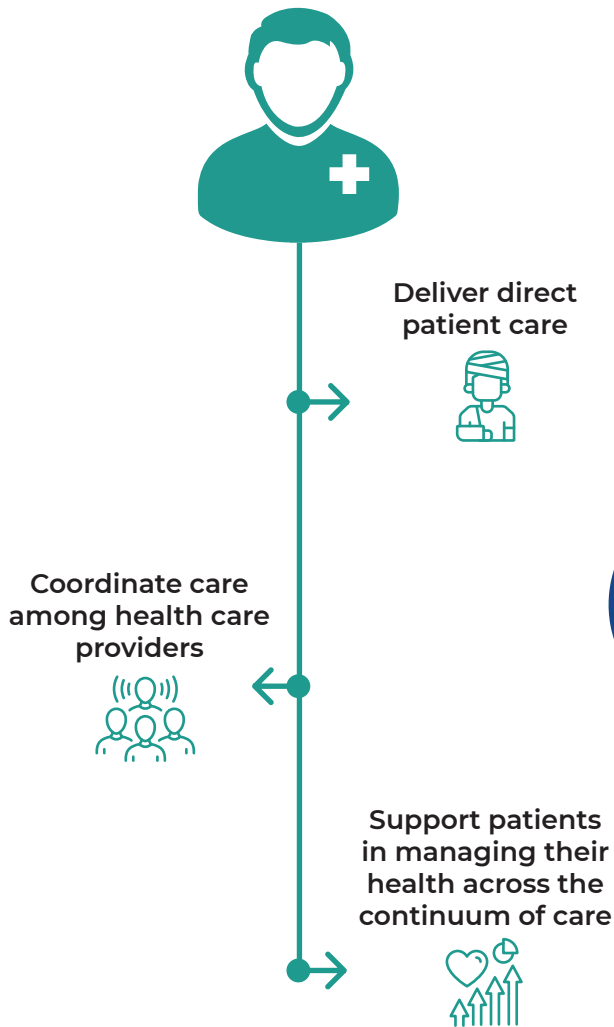 Deliver direct
patient care
Coordinate care
among health care
providers
Support patients
in managing their
health across the
continuum of care